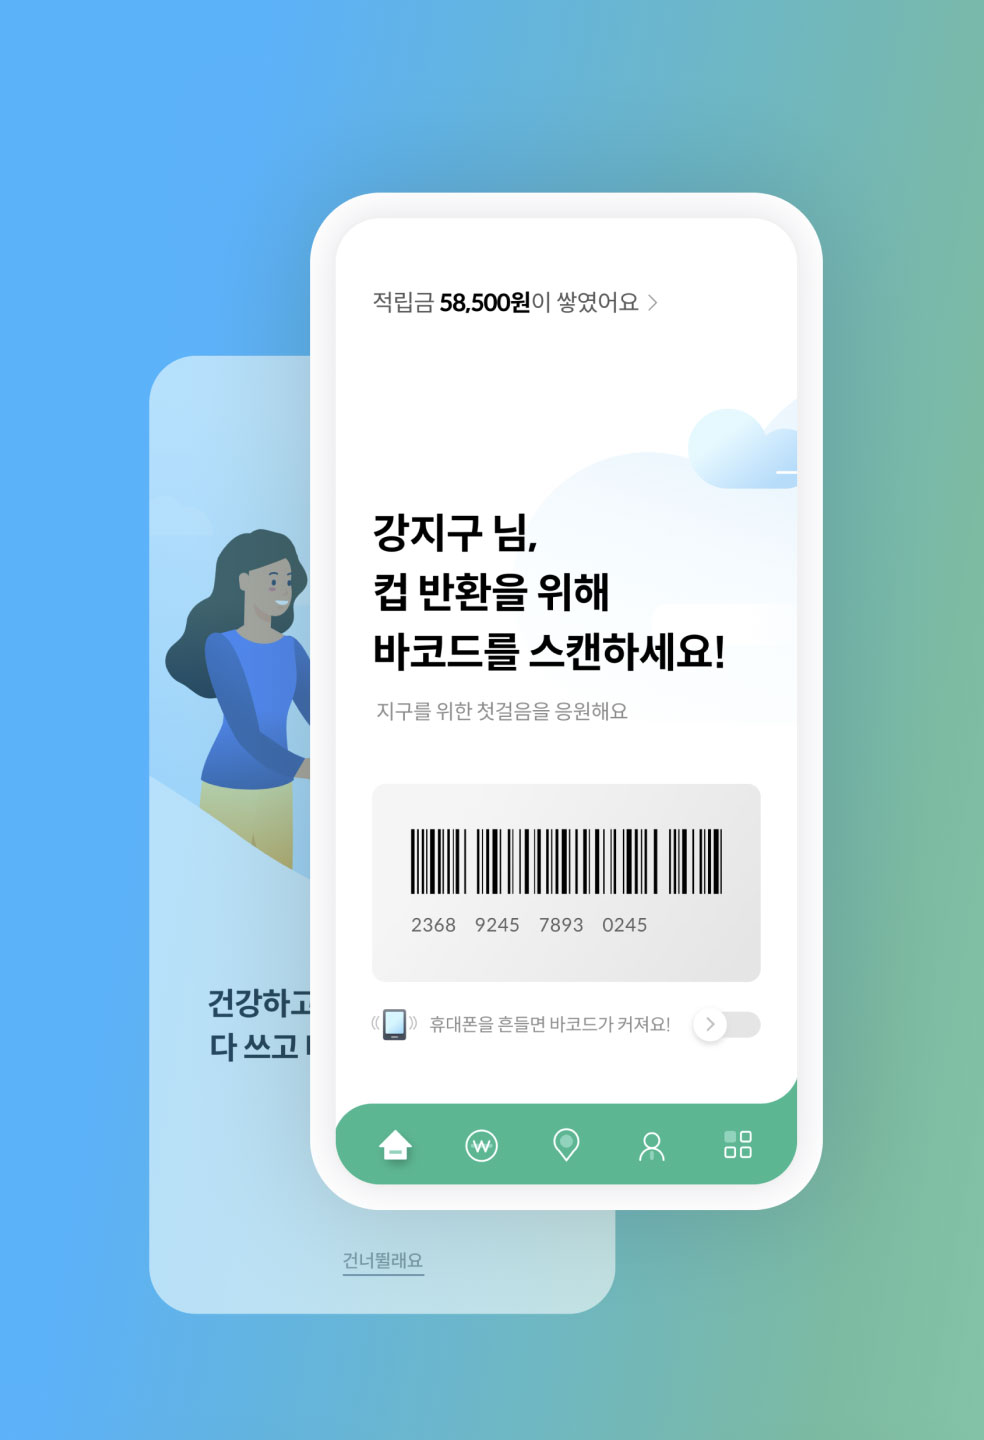 적립금 58,500원이 쌓였어요
강지구 님,
컵 반환을 위해
바코드를 스캔하세요!
지구를 위한 첫걸음을 응원해요
2368 9245 7893 0245
휴대폰을 흔들면 바코드가 커져요!
건강하고
다 쓰고
건너뛸래요